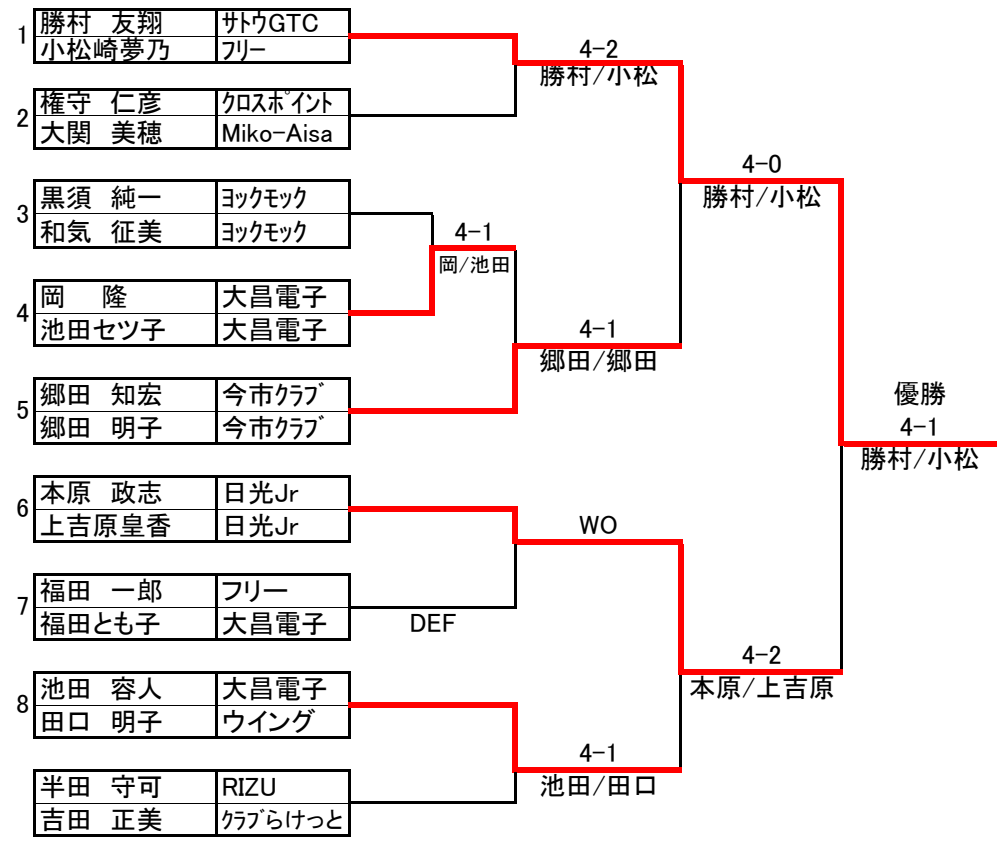 1
勝村 友翔 ｻﾄｳGTC
小松崎夢乃 ﾌﾘｰ
4-2
勝村/小松
2
権守 仁彦 ｸﾛｽﾎﾟｲﾝﾄ
大関 美穂 Miko-Aisa
4-0
勝村/小松
3
黒須 純一 ﾖｯｸﾓｯｸ
和気 征美 ﾖｯｸﾓｯｸ
4-1
岡/池田
4
岡 隆 大昌電子
池田セツ子 大昌電子
4-1
郷田/郷田
5
郷田 知宏 今市ｸﾗﾌﾞ
郷田 明子 今市ｸﾗﾌﾞ
優勝
4-1
勝村/小松
6
本原 政志 日光Jr
上吉原皇香 日光Jr
WO
7
福田 一郎 フリー
福田とも子 大昌電子
DEF
4-2
本原/上吉原
8
池田 容人 大昌電子
田口 明子 ウイング
4-1
池田/田口
半田 守可 RIZU
吉田 正美 ｸﾗﾌﾞらけっと